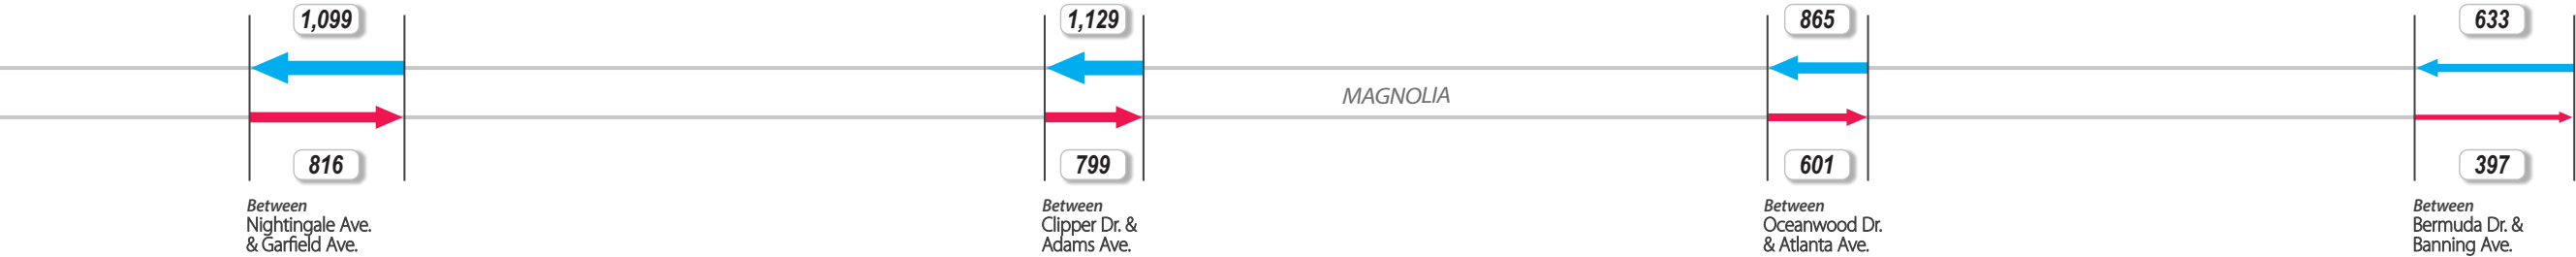 1,099
1,129
865
633
MAGNOLIA
816
799
601
397
Between
Nightingale Ave.
& Garfield Ave.
Between
Clipper Dr. &
Adams Ave.
Between
Oceanwood Dr.
& Atlanta Ave.
Between
Bermuda Dr. &
Banning Ave.